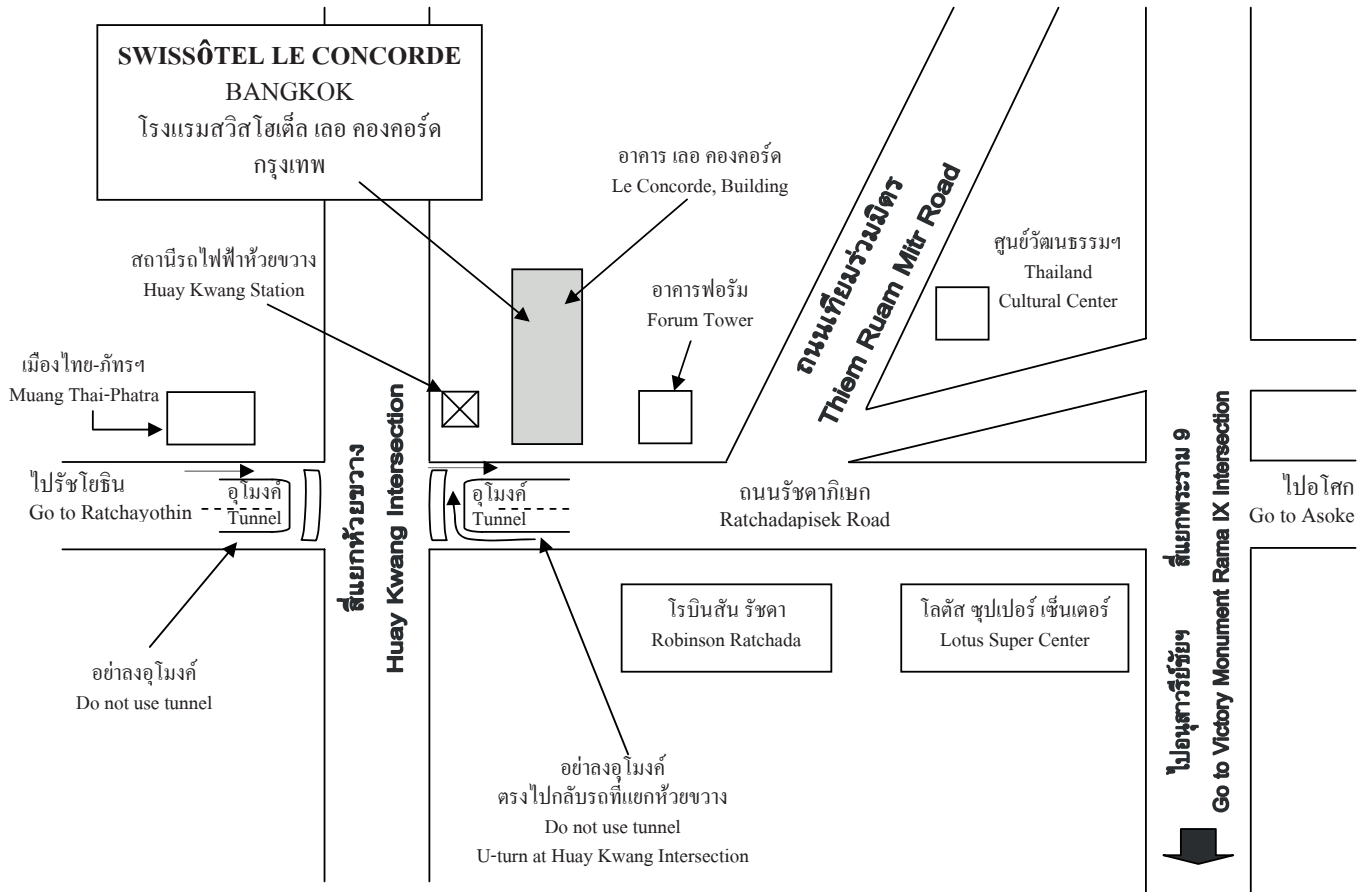 SWISSÔTEL LE CONCORDE
BANGKOK
โรงแรมสวิสโฮเต็ล เลอ คองคอร์ด
กรุงเทพ
อาคาร เลอ คองคอร์ด
Le Concorde, Building
ถนนเทียมร่วมมิตร
Thiem Ruam Mitr Road
ศูนย์วัฒนธรรมฯ
Thailand
Cultural Center
สถานีรถไฟฟ้าห้วยขวาง
Huay Kwang Station
อาคารฟอรัม
Forum Tower
เมืองไทย-ภัทรฯ
Muang Thai-Phatra
สี่แยกห้วยขวาง
Huay Kwang Intersection
ไปรัชโยธิน
Go to Ratchayothin
อุโมงค์
Tunnel
อุโมงค์
Tunnel
ถนนรัชดาภิเษก
Ratchadapisek Road
สี่แยกพระราม 9
ไปอนุสาวรีย์ชัยฯ
Go to Victory Monument Rama IX Intersection
ไปอโศก
Go to Asoke
โรบินสัน รัชดา
Robinson Ratchada
โลตัส ซุปเปอร์ เซ็นเตอร์
Lotus Super Center
อย่าลงอุโมงค์
Do not use tunnel
อย่าลงอุโมงค์
ตรงไปกลับรถที่แยกห้วยขวาง
Do not use tunnel
U-turn at Huay Kwang Intersection